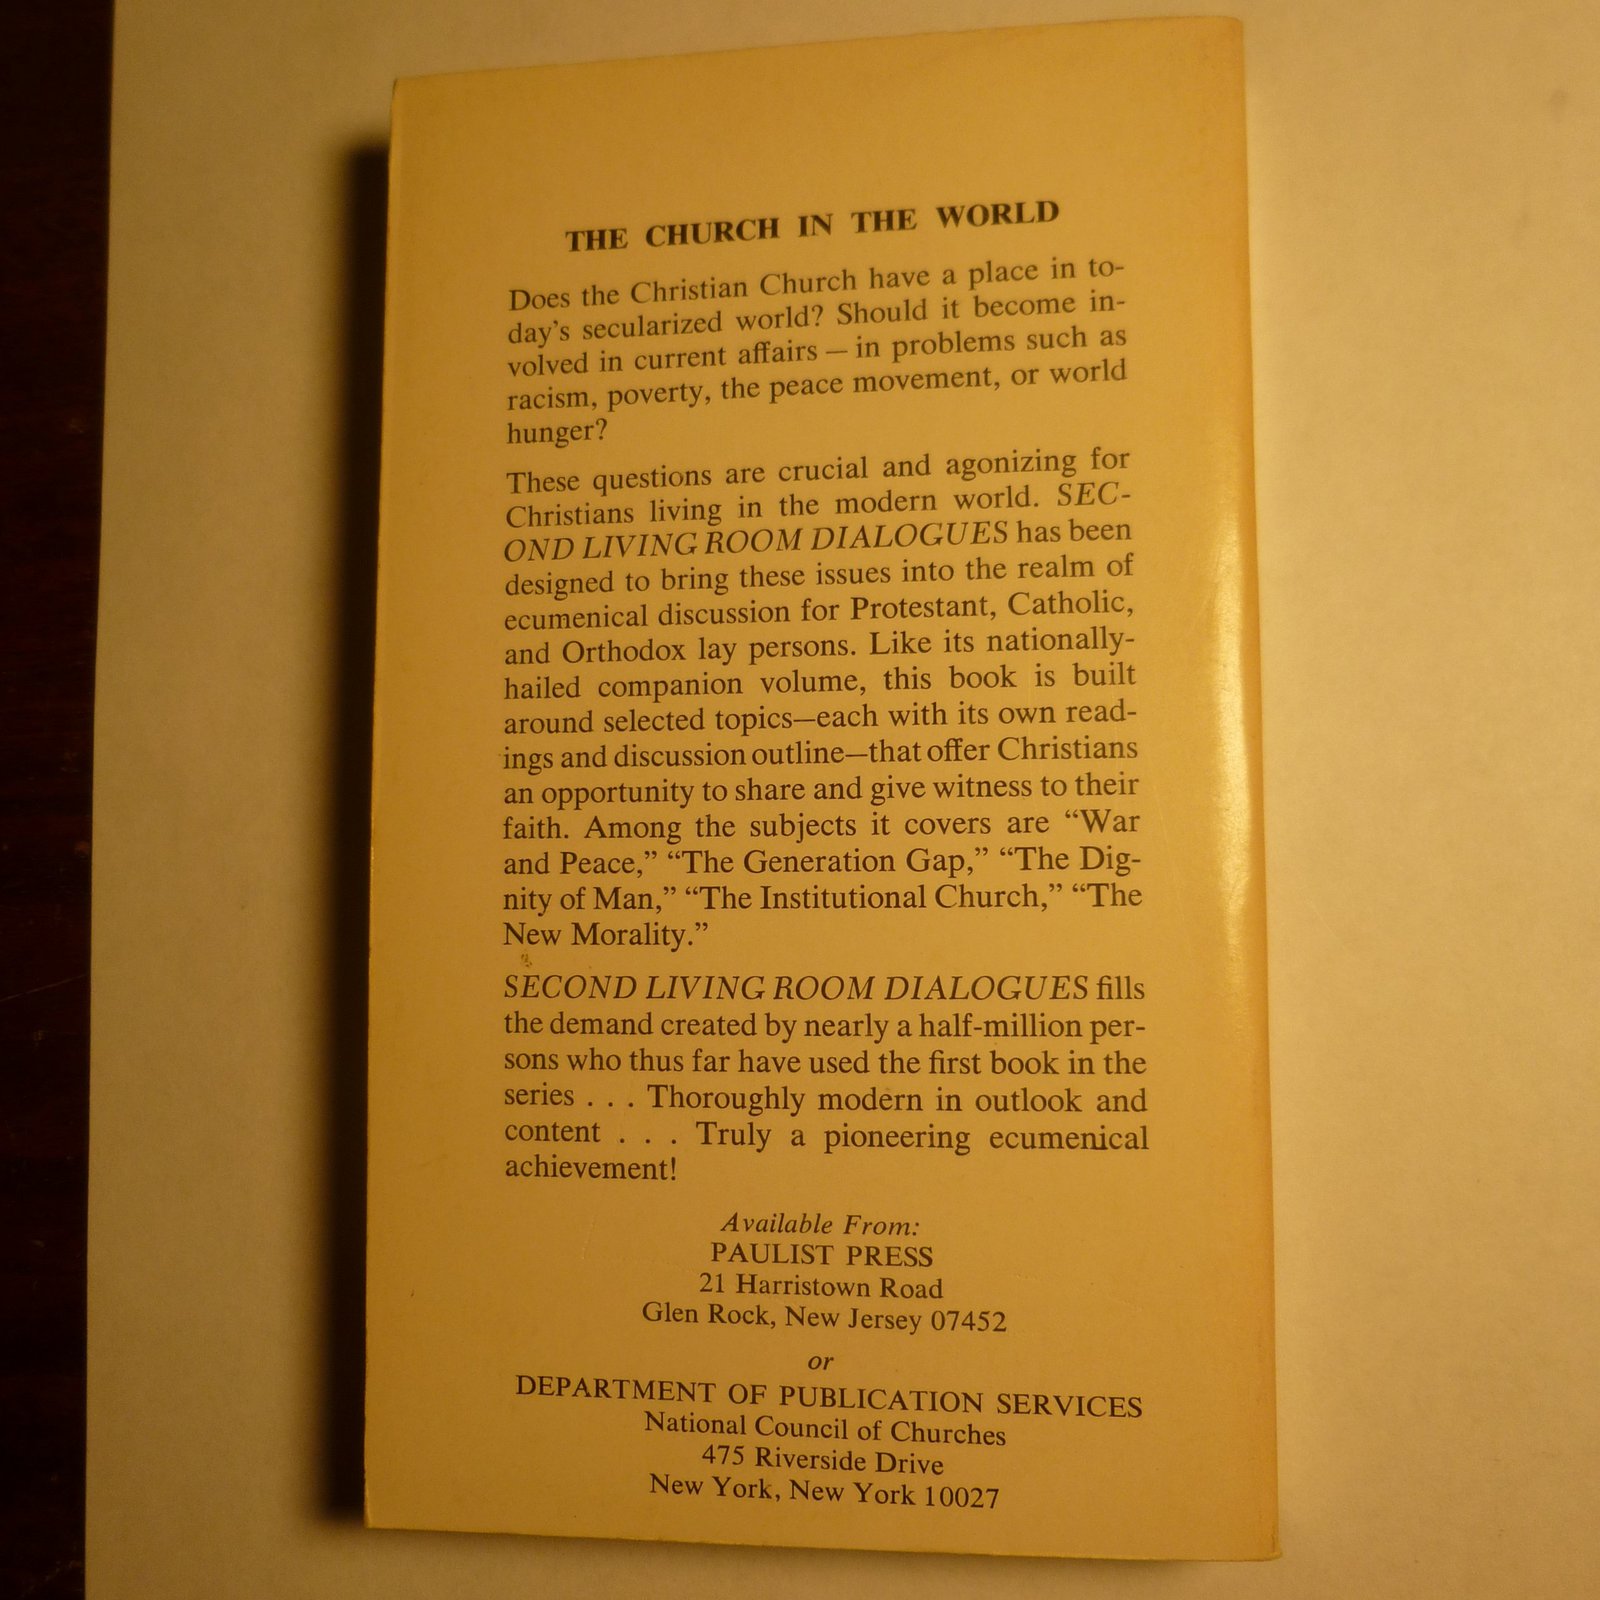 THE CHURCH IN THE WORLD
Does the Christian Church have a place in to-
day's secularized world? Should it become in-
volved in current affairs — in problems such as
racism, poverty, the peace movement, or world
hunger?
These questions are crucial and agonizing for
Christians living in the modern world. SEC-
OND LIVING ROOM DIALOGUES has been
designed to bring these issues into the realm of
ecumenical discussion for Protestant, Catholic,
and Orthodox lay persons. Like its nationally-
hailed companion volume, this book is built
around selected topics—each with its own read-
ings and discussion outline—that offer Christians
an opportunity to share and give witness to their
faith. Among the subjects it covers are “War
and Peace,” “The Generation Gap,” “The Dig-
nity of Man,” “The Institutional Church,” “The
New Morality.”
SECOND LIVING ROOM DIALOGUES fills
the demand created by nearly a half-million per-
sons who thus far have used the first book in the
series . . . Thoroughly modern in outlook and
content . . . Truly a pioneering ecumenical
achievement!
Available From:
PAULIST PRESS
21 Harristown Road
Glen Rock, New Jersey 07452
or
DEPARTMENT OF PUBLICATION SERVICES
National Council of Churches
475 Riverside Drive
New York, New York 10027